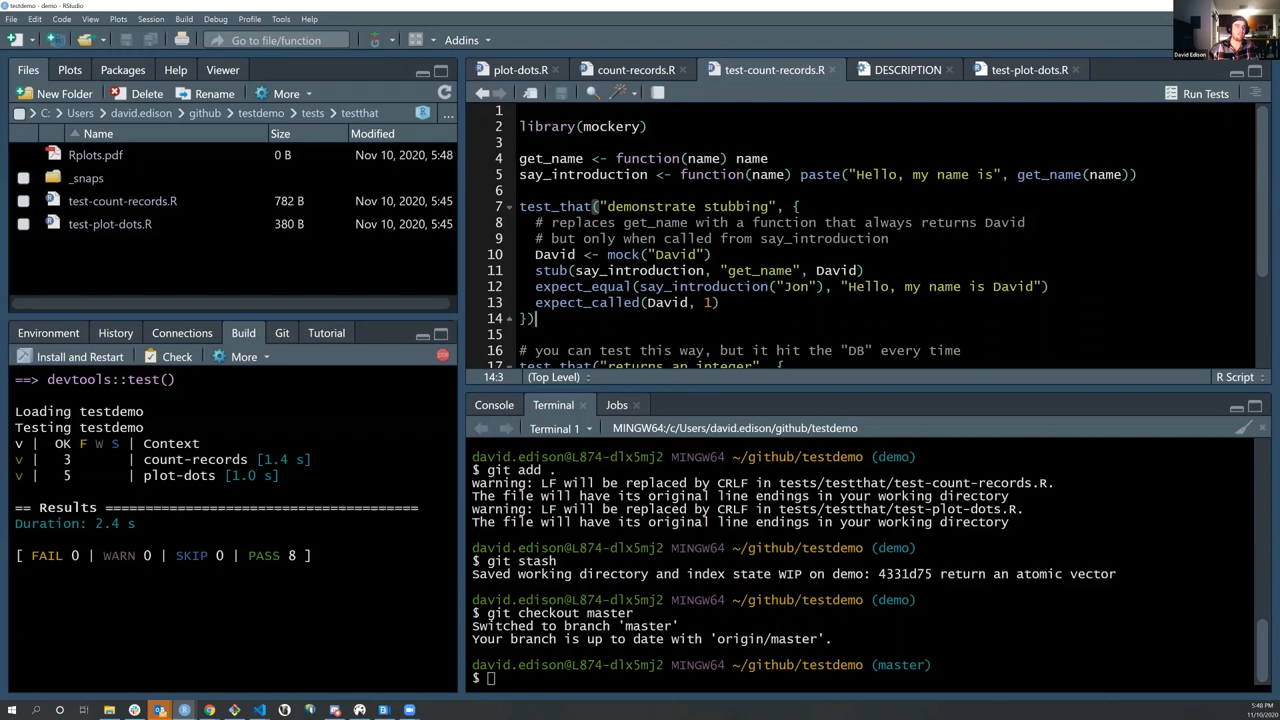 testdemo - demo - RStudio
File Edit Code View Plots Session Build Debug Profile Tools Help
Go to file/function Addins
David Edison
Files Plots Packages Help Viewer
New Folder Delete Rename More
C: Users david.edison github testdemo tests testthat ...
Name Size Modified
Rplots.pdf 0 B Nov 10, 2020, 5:48
_snaps
test-count-records.R 782 B Nov 10, 2020, 5:45
test-plot-dots.R 380 B Nov 10, 2020, 5:45
Environment History Connections Build Git Tutorial
Install and Restart Check More
==> devtools::test()
Loading testdemo
Testing testdemo
v | OK F W S | Context
v | 3 | count-records [1.4 s]
v | 5 | plot-dots [1.0 s]
== Results =======================================
Duration: 2.4 s
[ FAIL 0 | WARN 0 | SKIP 0 | PASS 8 ]
plot-dots.R count-records.R test-count-records.R DESCRIPTION test-plot-dots.R
Run Tests
1
2 library(mockery)
3
4 get_name <- function(name) name
5 say_introduction <- function(name) paste("Hello, my name is", get_name(name))
6
7 test_that("demonstrate stubbing", {
8 # replaces get_name with a function that always returns David
9 # but only when called from say_introduction
10 David <- mock("David")
11 stub(say_introduction, "get_name", David)
12 expect_equal(say_introduction("Jon"), "Hello, my name is David")
13 expect_called(David, 1)
14 })
15
16 # you can test this way, but it hit the "DB" every time
17 test_that("returns an integer", {
14:3 (Top Level) R Script
Console Terminal Jobs
Terminal 1 MINGW64:/c/Users/david.edison/github/testdemo
david.edison@L874-dlx5mj2 MINGW64 ~/github/testdemo (demo)
$ git add .
warning: LF will be replaced by CRLF in tests/testthat/test-count-records.R.
The file will have its original line endings in your working directory
warning: LF will be replaced by CRLF in tests/testthat/test-plot-dots.R.
The file will have its original line endings in your working directory
david.edison@L874-dlx5mj2 MINGW64 ~/github/testdemo (demo)
$ git stash
Saved working directory and index state WIP on demo: 4331d75 return an atomic vector
david.edison@L874-dlx5mj2 MINGW64 ~/github/testdemo (demo)
$ git checkout master
Switched to branch 'master'
Your branch is up to date with 'origin/master'.
david.edison@L874-dlx5mj2 MINGW64 ~/github/testdemo (master)
$
5:48 PM
11/10/2020